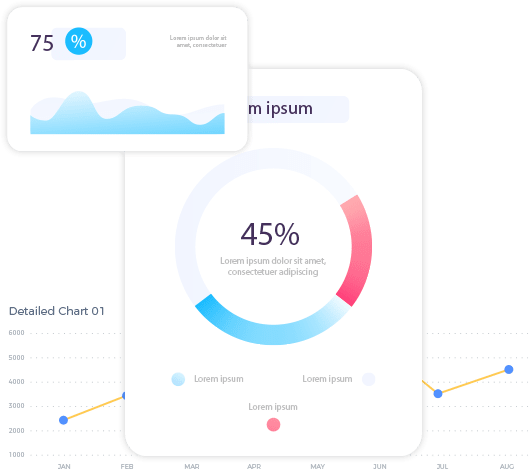 75 %
Lorem ipsum dolor sit
amet, consectetuer
m ipsum
45%
Lorem ipsum dolor sit amet,
consectetuer adipiscing
Lorem ipsum
Lorem ipsum
Lorem ipsum
Detailed Chart 01
6000
5000
4000
3000
2000
1000
JAN FEB MAR APR MAY JUN JUL AUG